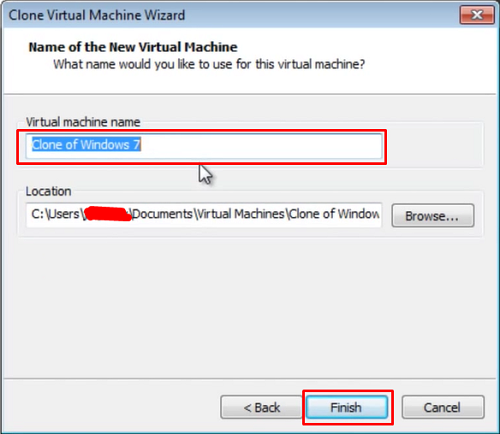 Clone Virtual Machine Wizard
Name of the New Virtual Machine
What name would you like to use for this virtual machine?
Virtual machine name
Clone of Windows 7
Location
C:\Users\ \Documents\Virtual Machines\Clone of Window
Browse...
< Back
Finish
Cancel